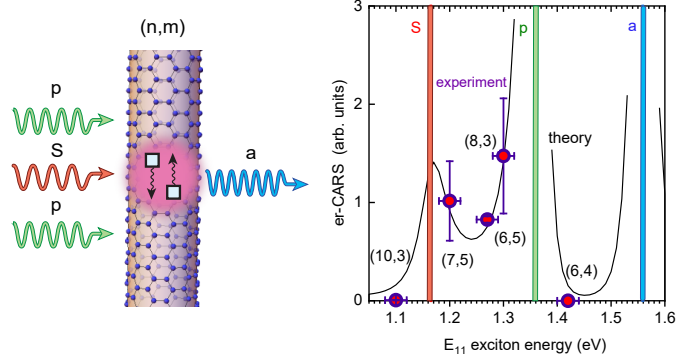 (n,m)
p
S
p
a
S
p
a
experiment
theory
(8,3)
(10,3)
(7,5)
(6,5)
(6,4)
er-CARS (arb. units)
3
2
1
0
1.1
1.2
1.3
1.4
1.5
1.6
E₁₁ exciton energy (eV)